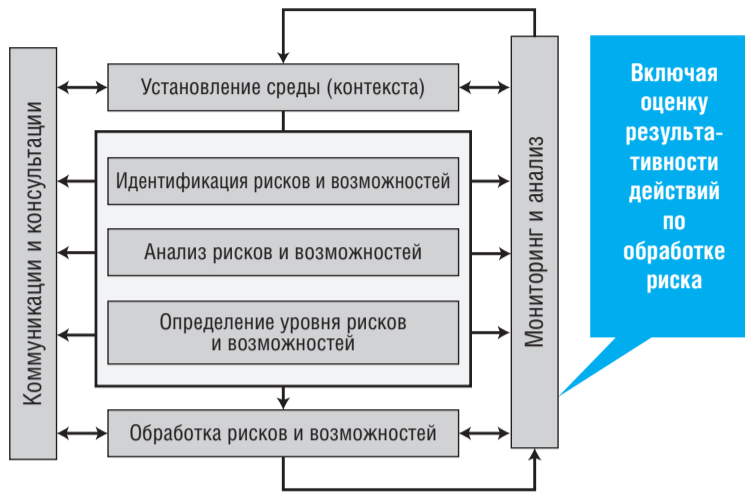 Коммуникации и консультации
Установление среды (контекста)
Идентификация рисков и возможностей
Анализ рисков и возможностей
Определение уровня рисков
и возможностей
Обработка рисков и возможностей
Мониторинг и анализ
Включая
оценку
результа-
тивности
действий
по
обработке
риска